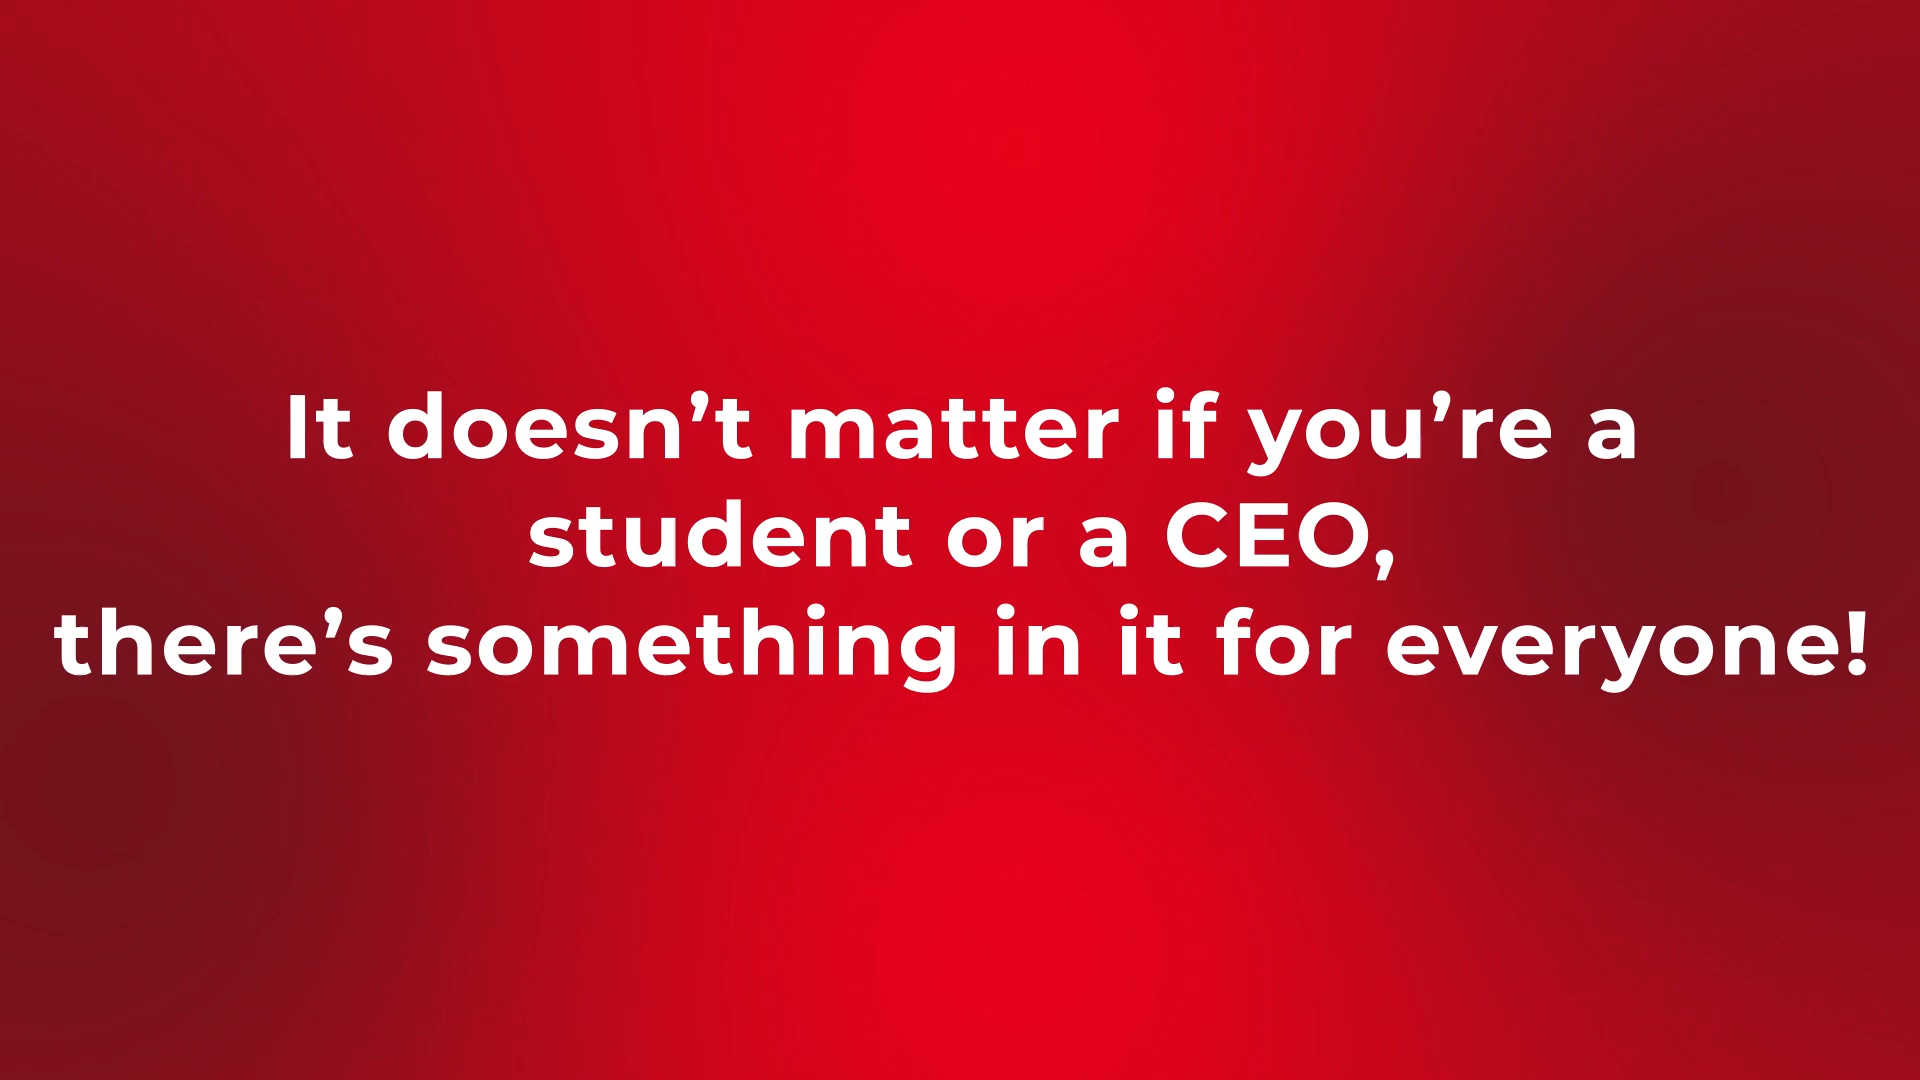 It doesn’t matter if you’re a
student or a CEO,
there’s something in it for everyone!